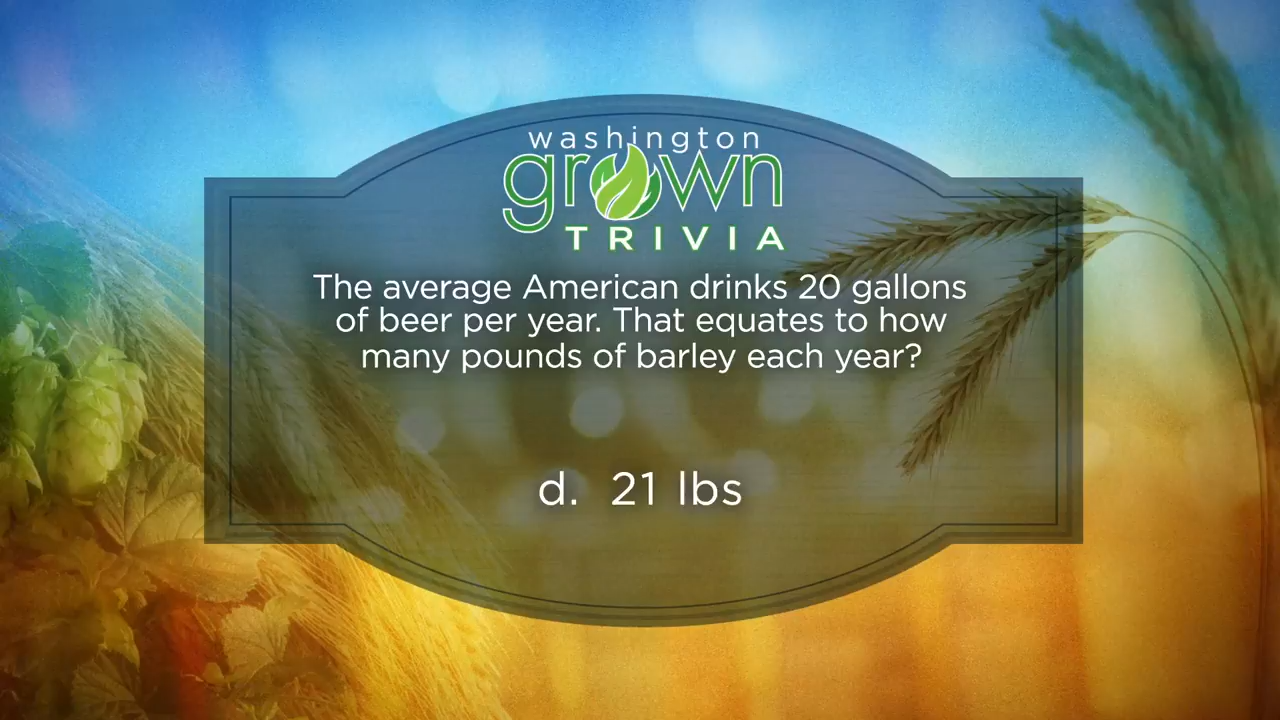 washington
grown
TRIVIA
The average American drinks 20 gallons
of beer per year. That equates to how
many pounds of barley each year?
d. 21 lbs